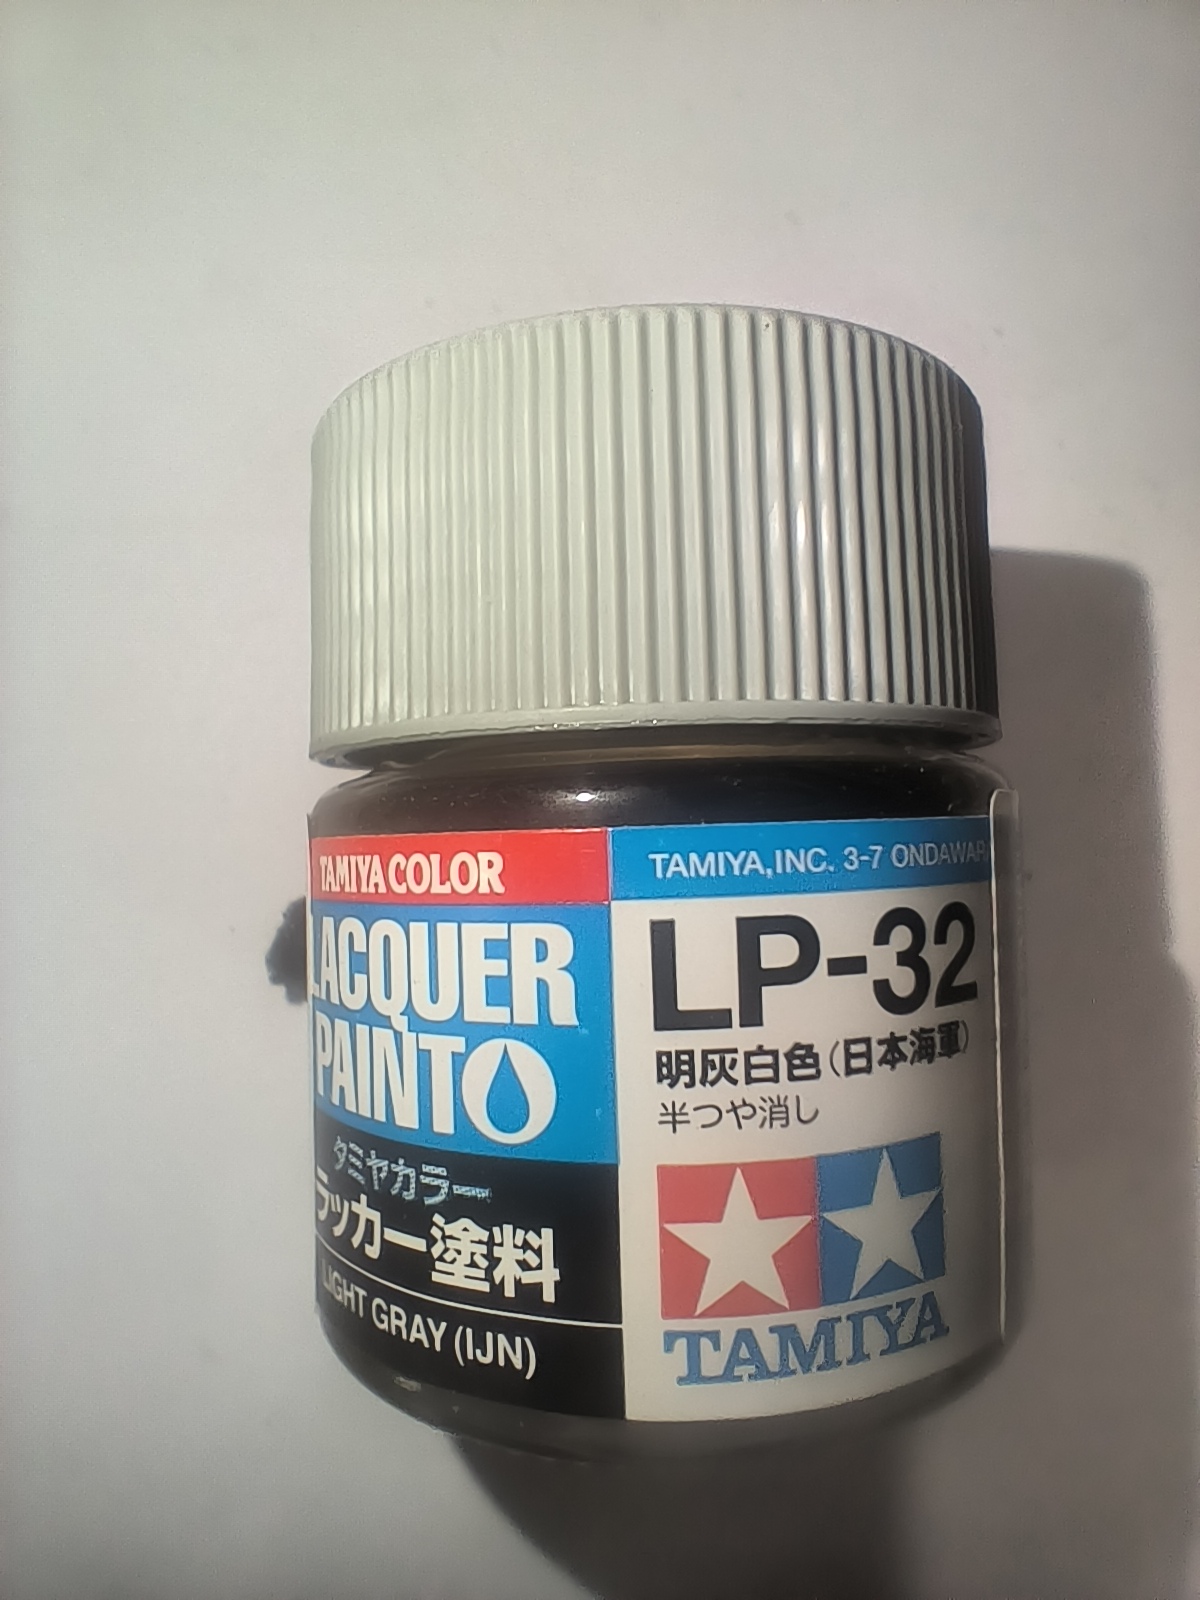 TAMIYA COLOR
LACQUER
PAINT
タミヤカラー
ラッカー塗料
LIGHT GRAY (IJN)
TAMIYA, INC. 3-7
LP-32
明灰白色(日本海軍)
半つや消し
TAMIYA